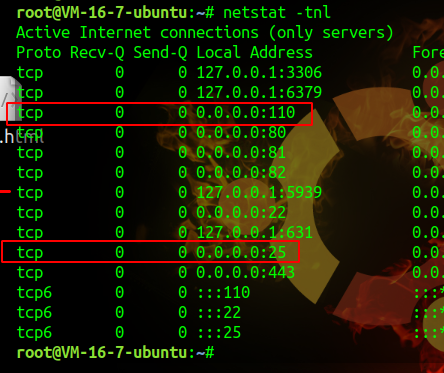 root@VM-16-7-ubuntu:~# netstat -tnl
Active Internet connections (only servers)
Proto Recv-Q Send-Q Local Address Fore
tcp 0 0 127.0.0.1:3306 0.0.
tcp 0 0 127.0.0.1:6379 0.0.
tcp 0 0 0.0.0.0:110 0.0.
tcp 0 0 0.0.0.0:80 0.0.
.html
tcp 0 0 0.0.0.0:81 0.0.
tcp 0 0 0.0.0.0:82 0.0.
tcp 0 0 127.0.0.1:5939 0.0.
tcp 0 0 0.0.0.0:22 0.0.
tcp 0 0 127.0.0.1:631 0.0.
tcp 0 0 0.0.0.0:25 0.0.
tcp 0 0 0.0.0.0:443 0.0.
tcp6 0 0 :::110 :::*
tcp6 0 0 :::22 :::*
tcp6 0 0 :::25 :::*
root@VM-16-7-ubuntu:~#